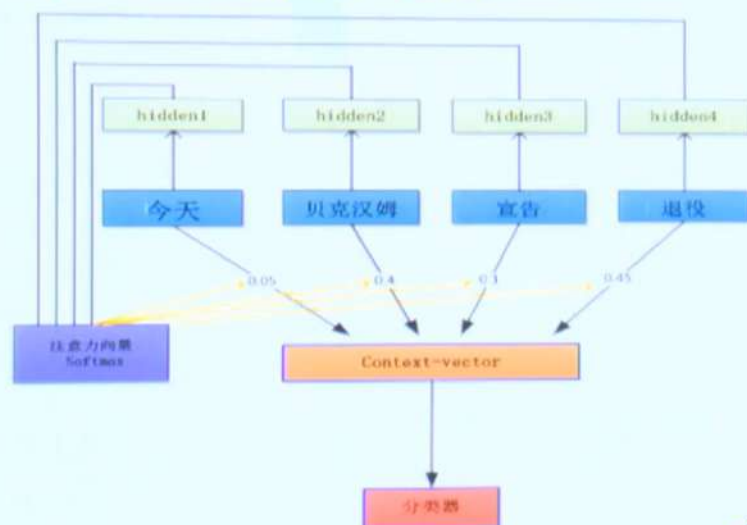 hidden1
hidden2
hidden3
hidden4
今天
贝克汉姆
宣告
退役
0.05
0.4
0.1
0.45
注意力向量
Softmax
Context-vector
分类器